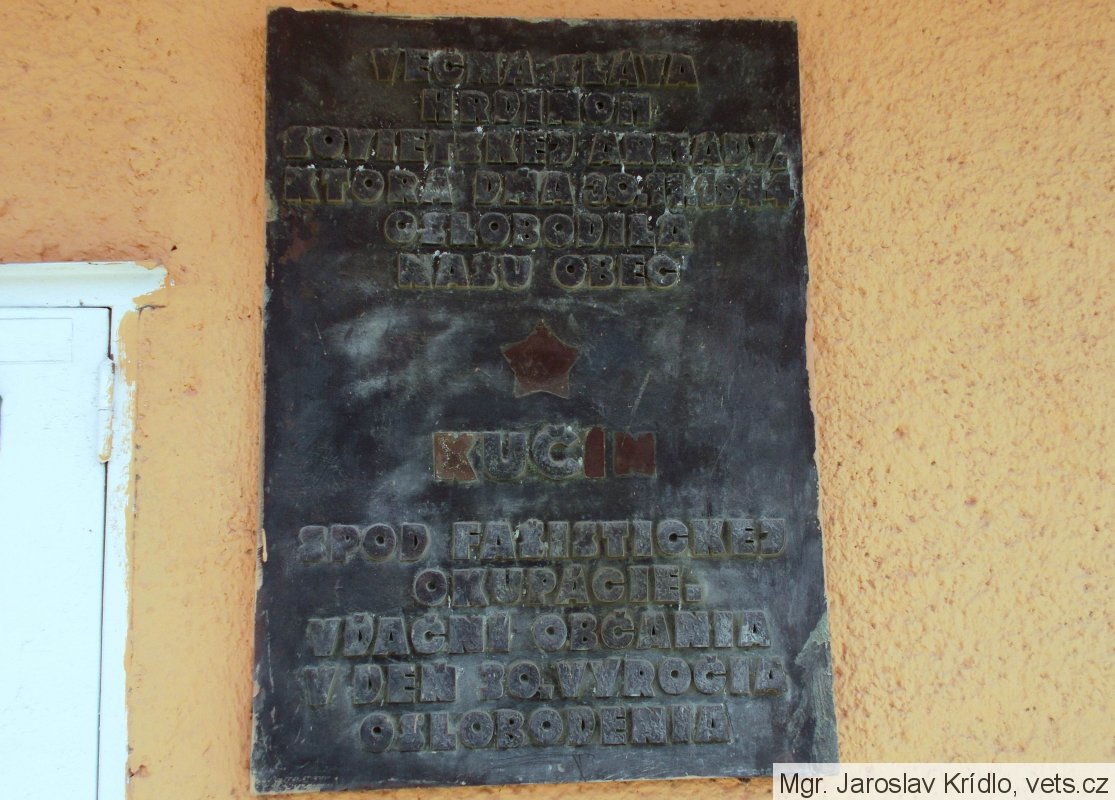 VEČNÁ SLÁVA
HRDINOM
SOVIETSKEJ ARMÁDY,
KTORÁ DŇA 30.11.1944
OSLOBODILA
NAŠU OBEC
KUČÍN
SPOD FAŠISTICKEJ
OKUPÁCIE.
VĎAČNÍ OBČANIA
V DEŇ 30.VÝROČIA
OSLOBODENIA
Mgr. Jaroslav Krídlo, vets.cz